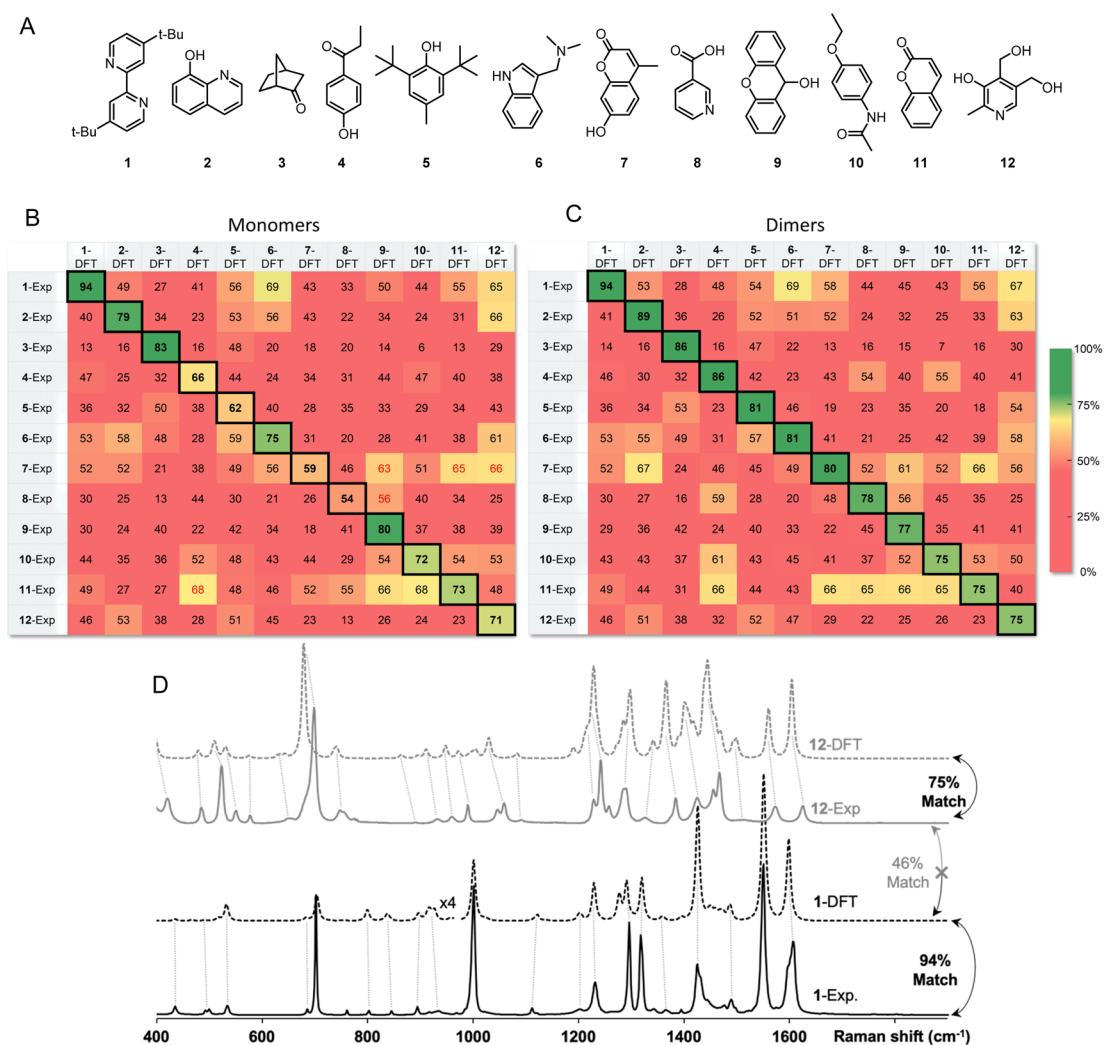 A
t-Bu
N
N
t-Bu
1
OH
N
2
O
3
O
OH
4
OH
5
N
HN
6
O
O
HO
7
O
OH
N
8
O
OH
9
O
NH
O
10
O
O
11
OH
HO
OH
N
12
B
Monomers
1-DFT 2-DFT 3-DFT 4-DFT 5-DFT 6-DFT 7-DFT 8-DFT 9-DFT 10-DFT 11-DFT 12-DFT
1-Exp 94 49 27 41 56 69 43 33 50 44 55 65
2-Exp 40 79 34 23 53 56 43 22 34 24 31 66
3-Exp 13 16 83 16 48 20 18 20 14 6 13 29
4-Exp 47 25 32 66 44 24 34 31 44 47 40 38
5-Exp 36 32 50 38 62 40 28 35 33 29 34 43
6-Exp 53 58 48 28 59 75 31 20 28 41 38 61
7-Exp 52 52 21 38 49 56 59 46 63 51 65 66
8-Exp 30 25 13 44 30 21 26 54 56 40 34 25
9-Exp 30 24 40 22 42 34 18 41 80 37 38 39
10-Exp 44 35 36 52 48 43 44 29 54 72 54 53
11-Exp 49 27 27 68 48 46 52 55 66 68 73 48
12-Exp 46 53 38 28 51 45 23 13 26 24 23 71
C
Dimers
1-DFT 2-DFT 3-DFT 4-DFT 5-DFT 6-DFT 7-DFT 8-DFT 9-DFT 10-DFT 11-DFT 12-DFT
1-Exp 94 53 28 48 54 69 58 44 45 43 56 67
2-Exp 41 89 36 26 52 51 52 24 32 25 33 63
3-Exp 14 16 86 16 47 22 13 16 15 7 16 30
4-Exp 46 30 32 86 42 23 43 54 40 55 40 41
5-Exp 36 34 53 23 81 46 19 23 35 20 18 54
6-Exp 53 55 49 31 57 81 41 21 25 42 39 58
7-Exp 52 67 24 46 45 49 80 52 61 52 66 56
8-Exp 30 27 16 59 28 20 48 78 56 45 35 25
9-Exp 29 36 42 24 40 33 22 45 77 35 41 41
10-Exp 43 43 37 61 43 45 41 37 52 75 53 50
11-Exp 49 44 31 66 44 43 66 65 66 65 75 40
12-Exp 46 51 38 32 52 47 29 22 25 26 23 75
100%
75%
50%
25%
0%
D
12-DFT
75%
Match
12-Exp
46%
Match
x4
1-DFT
94%
Match
1-Exp.
400 600 800 1000 1200 1400 1600 Raman shift (cm-1)